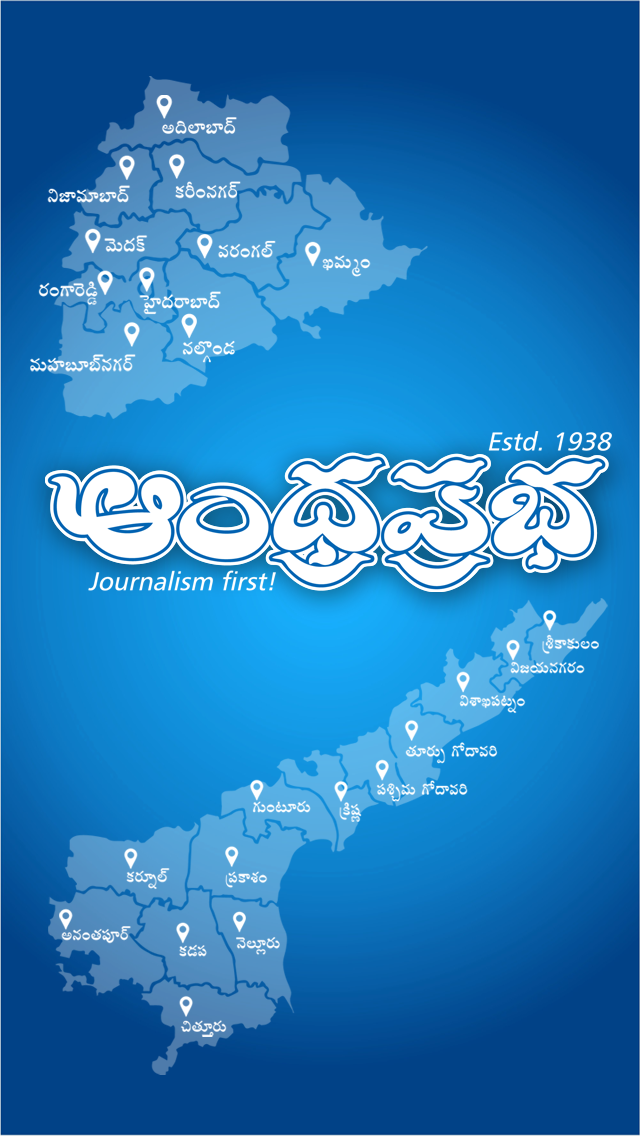 అదిలాబాద్
నిజామాబాద్
కరీంనగర్
మెదక్
వరంగల్
ఖమ్మం
రంగారెడ్డి
హైదరాబాద్
నల్గొండ
మహబూబ్‌నగర్
Estd. 1938
ఆంధ్రప్రభ
Journalism first!
శ్రీకాకుళం
విజయనగరం
విశాఖపట్నం
తూర్పు గోదావరి
పశ్చిమ గోదావరి
గుంటూరు
క్రిష్ణ
కర్నూల్
ప్రకాశం
అనంతపూర్
కడప
నెల్లూరు
చిత్తూరు